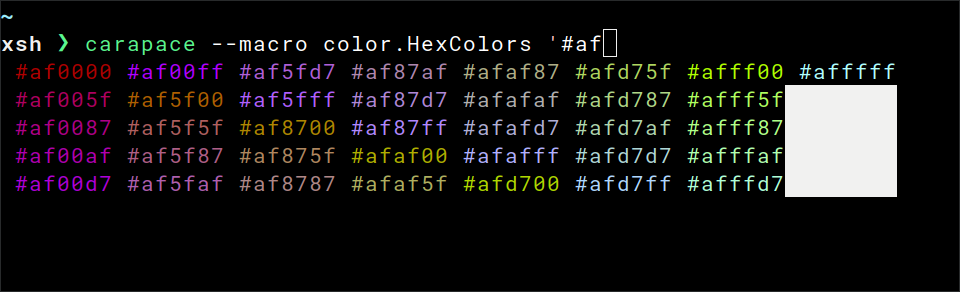 ~
xsh ❯ carapace --macro color.HexColors '#af
#af0000 #af00ff #af5fd7 #af87af #afaf87 #afd75f #afff00 #afffff
#af005f #af5f00 #af5fff #af87d7 #afafaf #afd787 #afff5f
#af0087 #af5f5f #af8700 #af87ff #afafd7 #afd7af #afff87
#af00af #af5f87 #af875f #afaf00 #afafff #afd7d7 #afffaf
#af00d7 #af5faf #af8787 #afaf5f #afd700 #afd7ff #afffd7